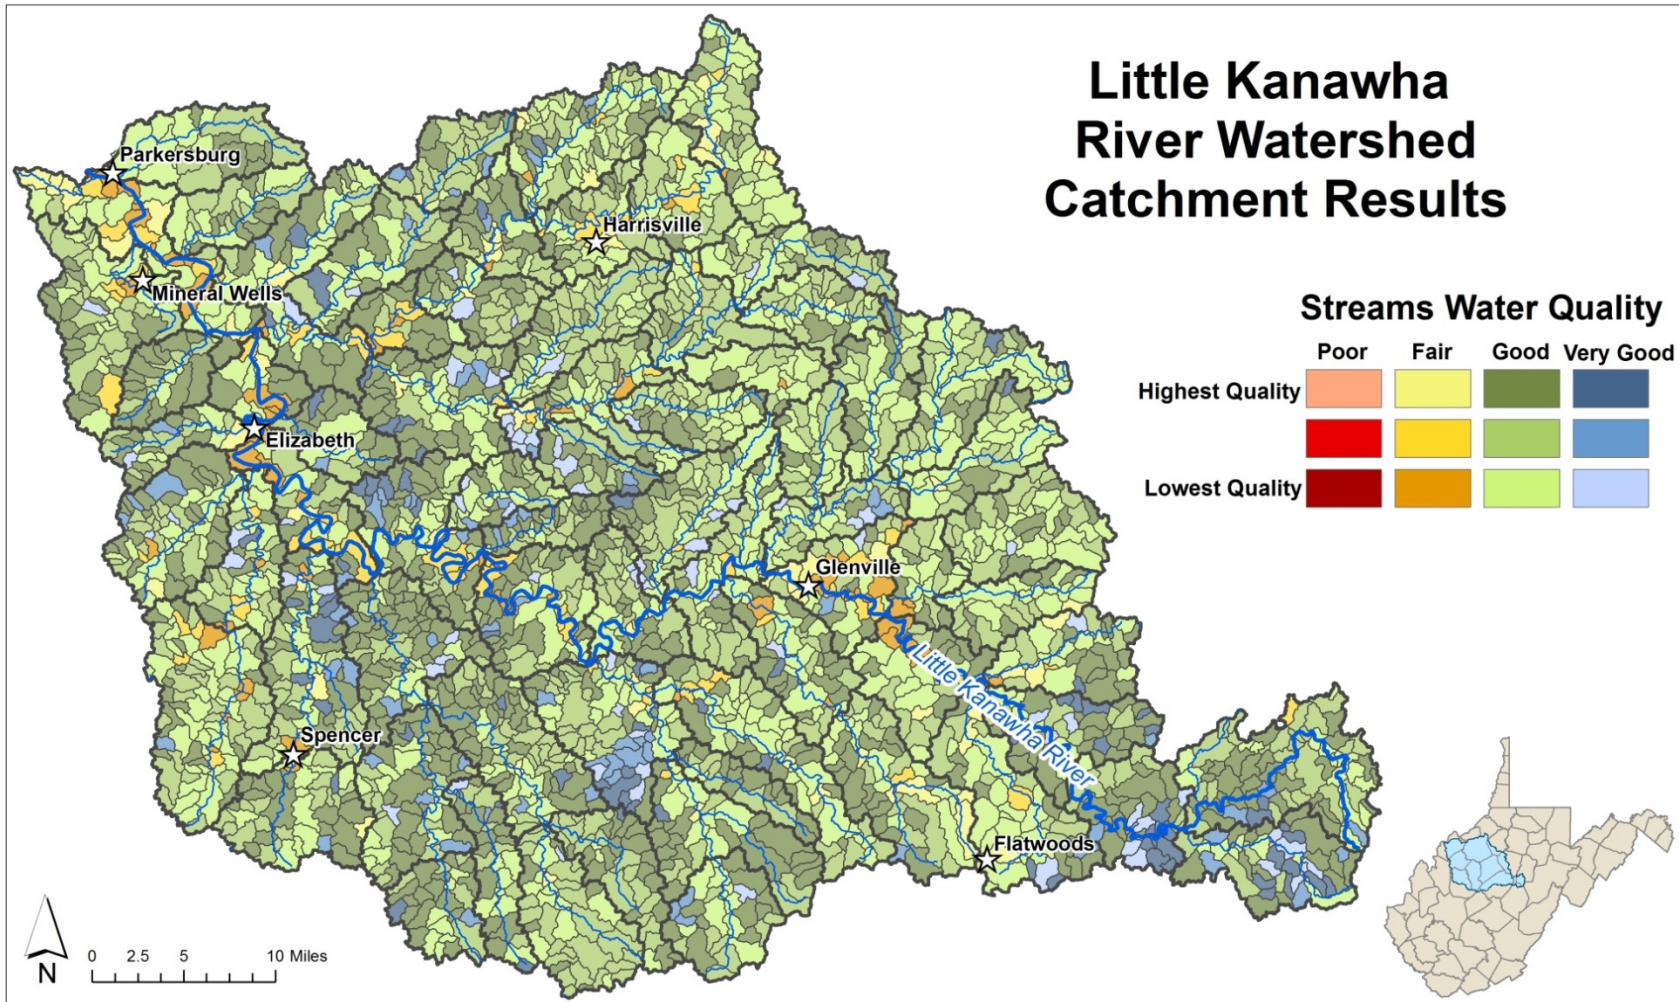 Little Kanawha
River Watershed
Catchment Results
Parkersburg
Harrisville
Mineral Wells
Streams Water Quality
Poor Fair Good Very Good
Highest Quality
Lowest Quality
Elizabeth
Glenville
Little Kanawha River
Spencer
Flatwoods
N
0 2.5 5 10 Miles